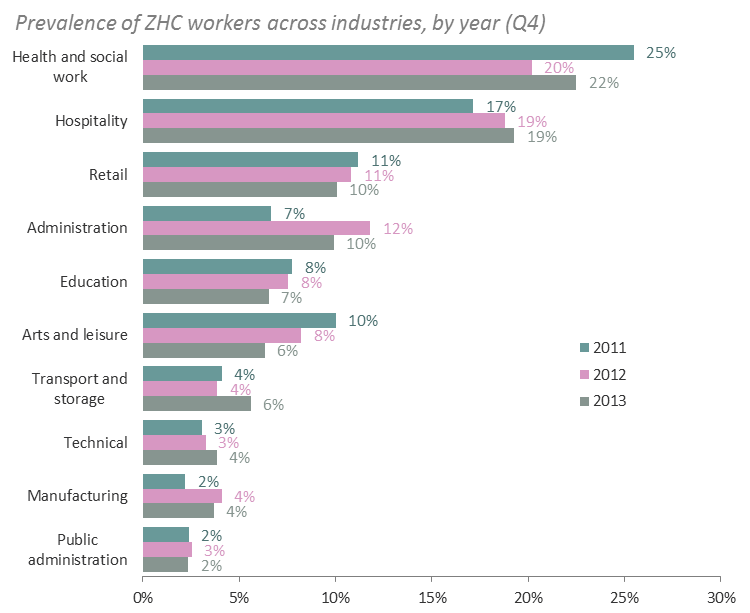 Prevalence of ZHC workers across industries, by year (Q4)
Health and social
work
25%
20%
22%
Hospitality
17%
19%
19%
Retail
11%
11%
10%
Administration
7%
12%
10%
Education
8%
8%
7%
Arts and leisure
10%
8%
6%
Transport and
storage
4%
4%
6%
Technical
3%
3%
4%
Manufacturing
2%
4%
4%
Public
administration
2%
3%
2%
2011
2012
2013
0% 5% 10% 15% 20% 25% 30%